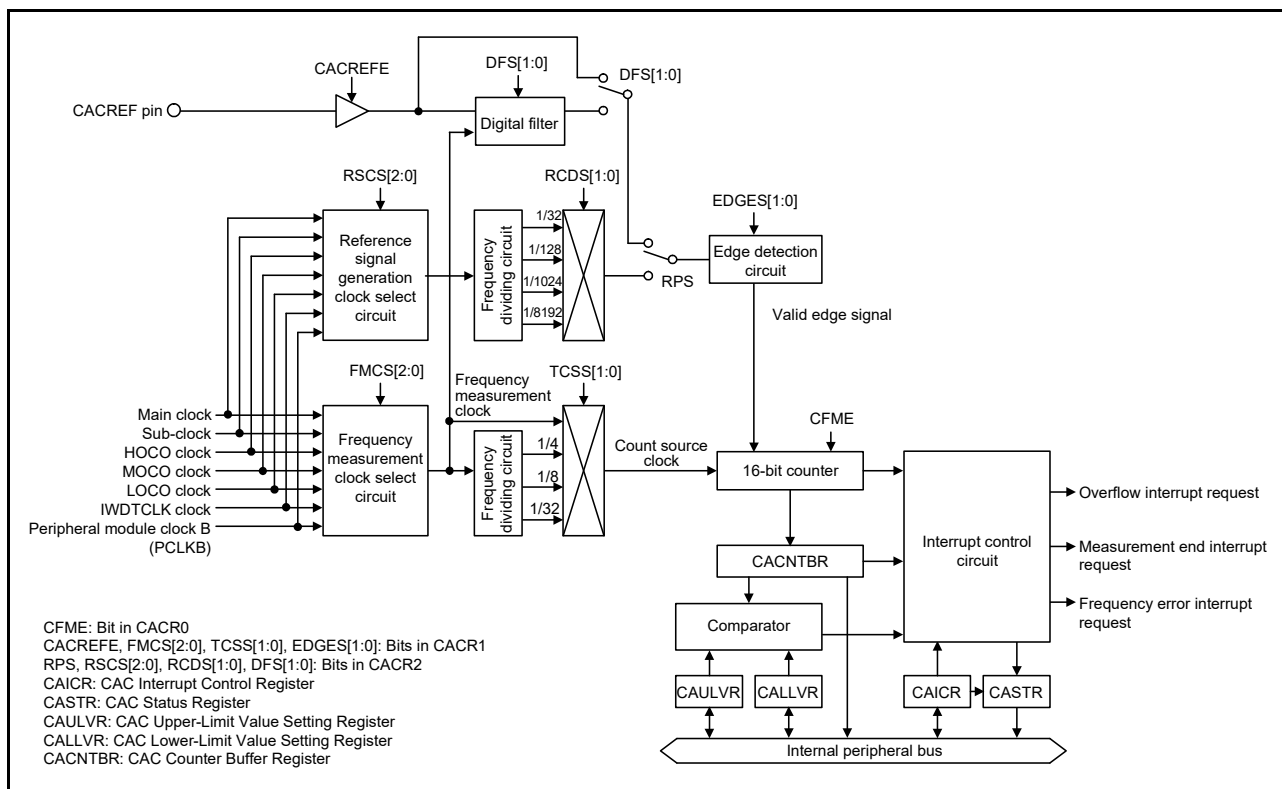 CACREFE
DFS[1:0]
DFS[1:0]
CACREF pin
Digital filter
RSCS[2:0]
RCDS[1:0]
EDGES[1:0]
Reference
signal
generation
clock select
circuit
Frequency
dividing circuit
1/32
1/128
1/1024
1/8192
RPS
Edge detection
circuit
Valid edge signal
FMCS[2:0]
Frequency
measurement
clock
TCSS[1:0]
Main clock
Sub-clock
HOCO clock
MOCO clock
LOCO clock
IWDTCLK clock
Peripheral module clock B
(PCLKB)
Frequency
measurement
clock select
circuit
Frequency
dividing circuit
1/4
1/8
1/32
Count source
clock
CFME
16-bit counter
CACNTBR
Comparator
Interrupt control
circuit
Overflow interrupt request
Measurement end interrupt
request
Frequency error interrupt
request
CAULVR
CALLVR
CAICR
CASTR
Internal peripheral bus
CFME: Bit in CACR0
CACREFE, FMCS[2:0], TCSS[1:0], EDGES[1:0]: Bits in CACR1
RPS, RSCS[2:0], RCDS[1:0], DFS[1:0]: Bits in CACR2
CAICR: CAC Interrupt Control Register
CASTR: CAC Status Register
CAULVR: CAC Upper-Limit Value Setting Register
CALLVR: CAC Lower-Limit Value Setting Register
CACNTBR: CAC Counter Buffer Register